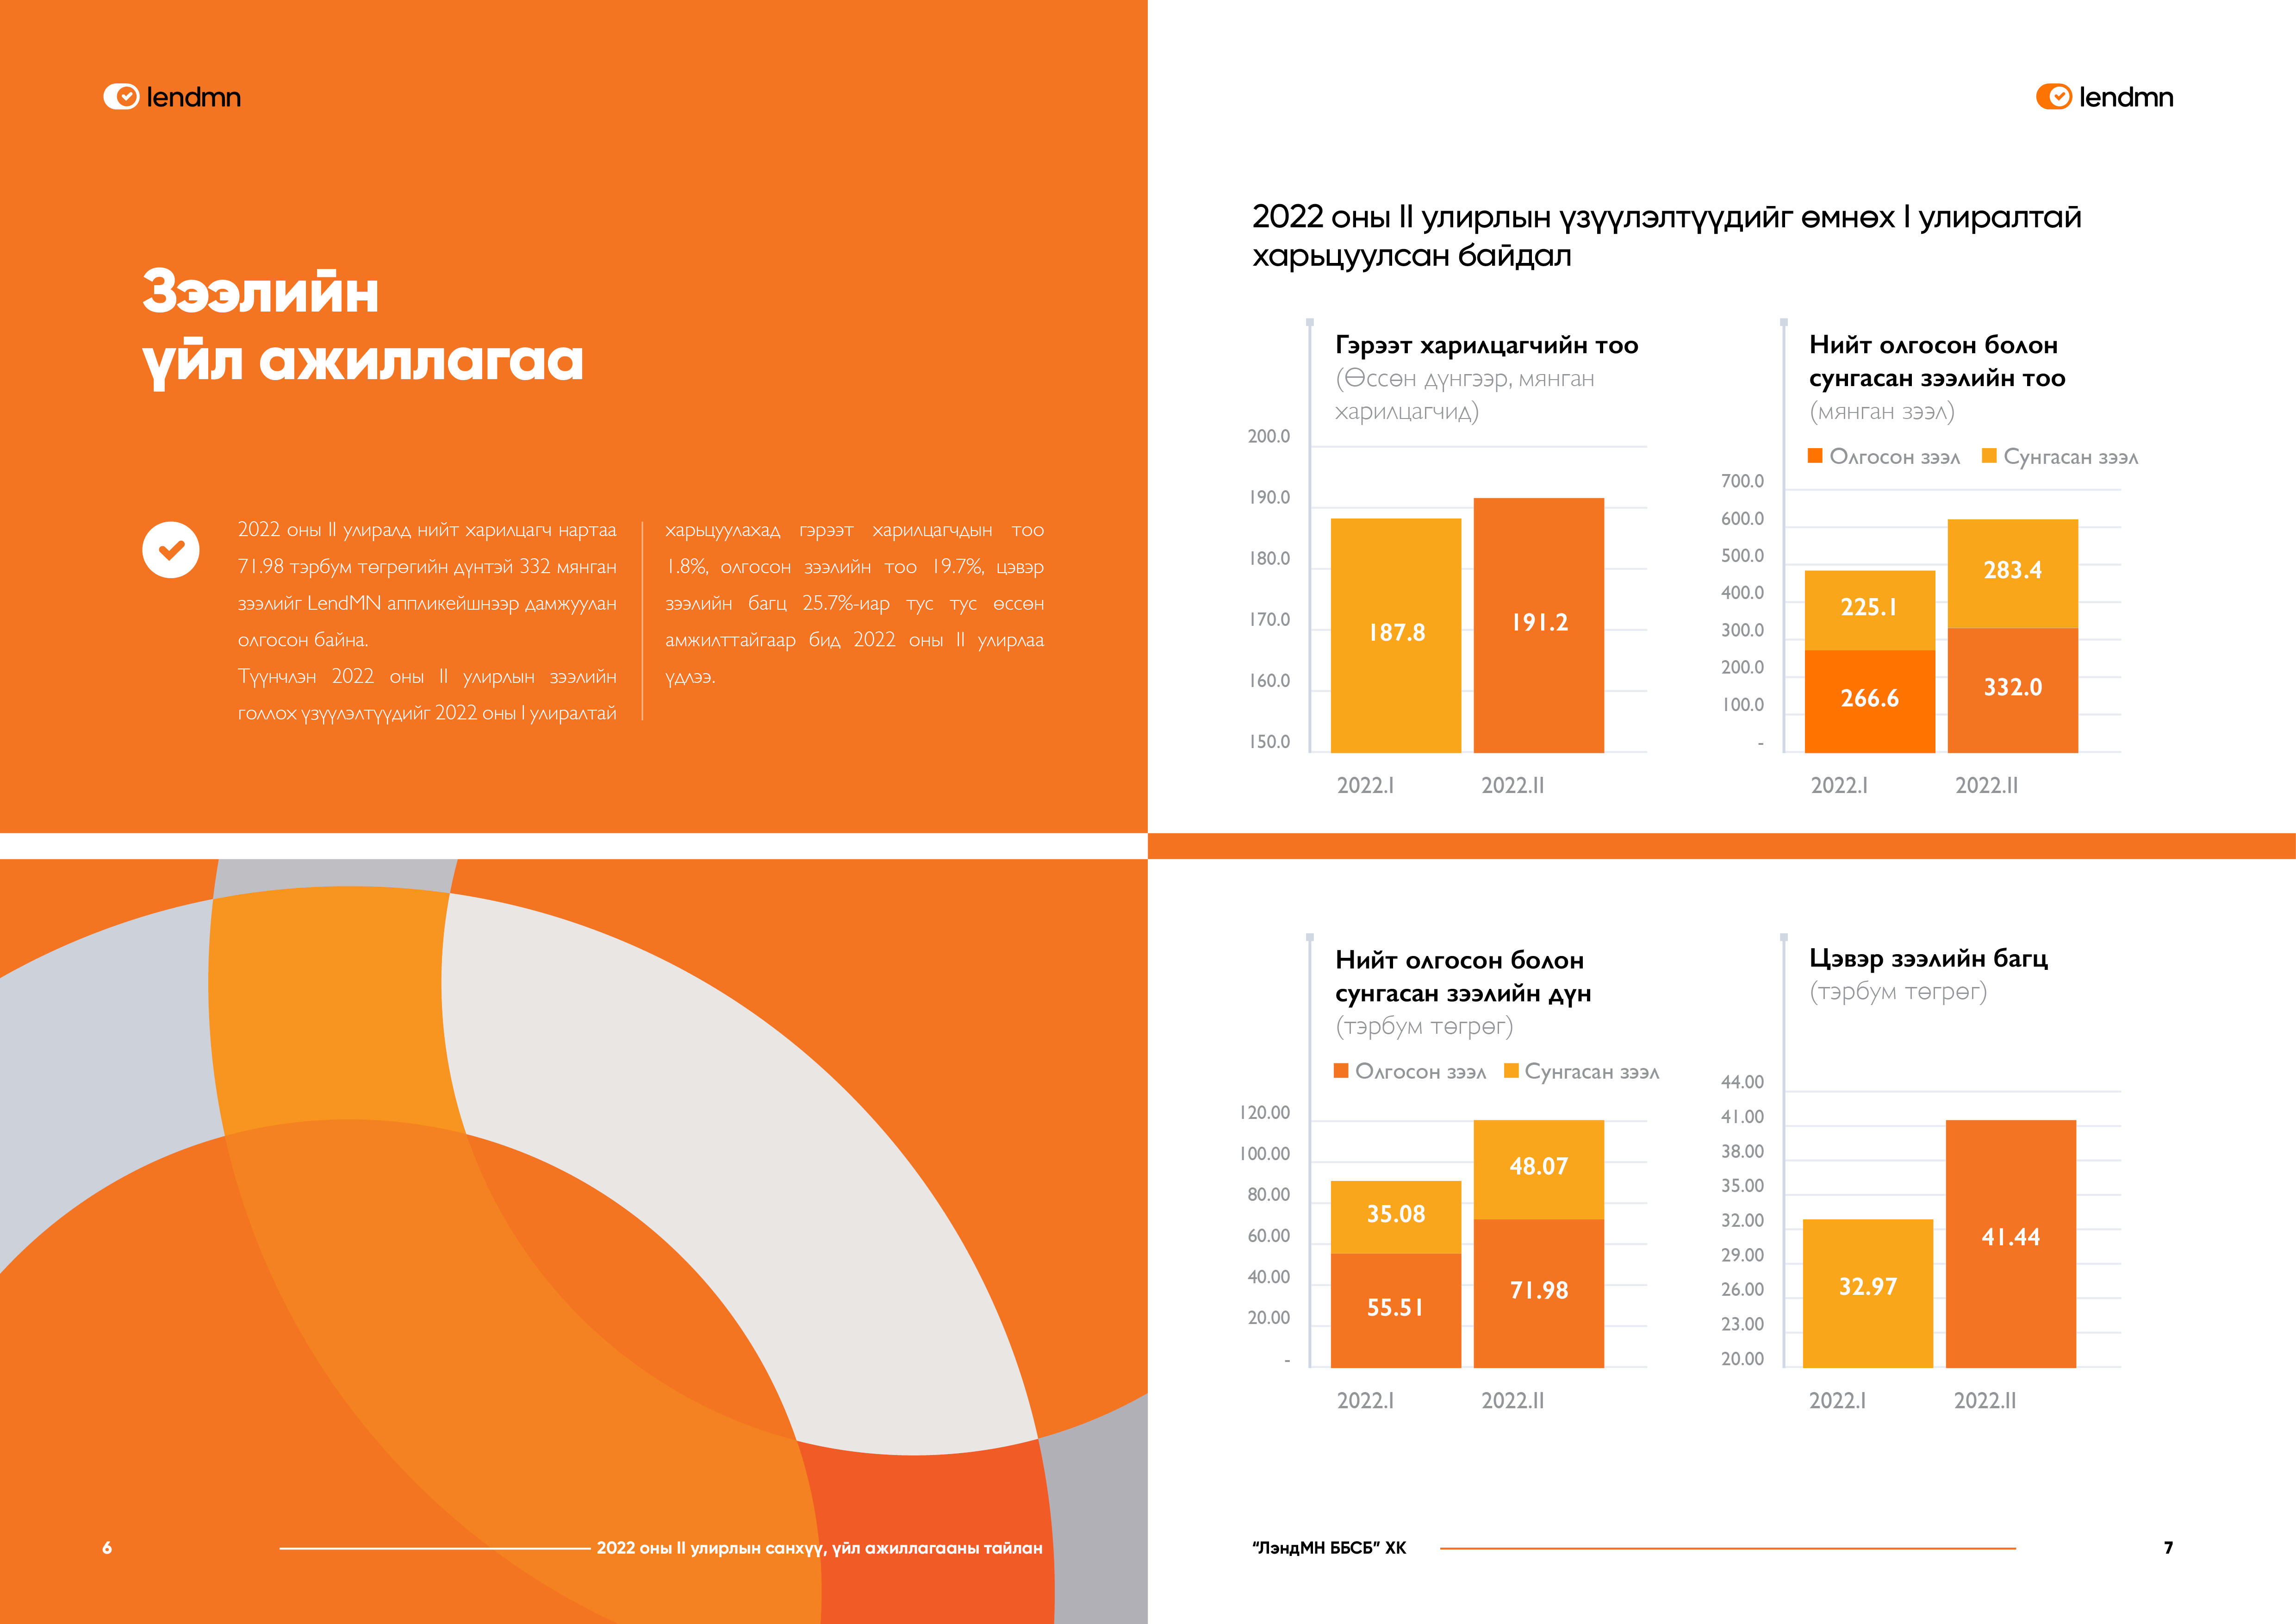 lendmn
Зээлийн
үйл ажиллагаа
2022 оны II улиралд нийт харилцагч нартаа
71.98 тэрбум төгрөгийн дүнтэй 332 мянган
зээлийг LendMN аппликейшнээр дамжуулан
олгосон байна.
Түүнчлэн 2022 оны II улирлын зээлийн
голлох үзүүлэлтүүдийг 2022 оны I улиралтай
харьцуулахад гэрээт харилцагчдын тоо
1.8%, олгосон зээлийн тоо 19.7%, цэвэр
зээлийн багц 25.7%-иар тус тус өссөн
амжилттайгаар бид 2022 оны II улирлаа
үдлээ.
6
2022 оны II улирлын санхүү, үйл ажиллагааны тайлан
lendmn
2022 оны II улирлын үзүүлэлтүүдийг өмнөх I улиралтай
харьцуулсан байдал
Гэрээт харилцагчийн тоо
(Өссөн дүнгээр, мянган
харилцагчид)
200.0
190.0
180.0
170.0
160.0
150.0
187.8
191.2
2022.I
2022.II
Нийт олгосон болон
сунгасан зээлийн тоо
(мянган зээл)
Олгосон зээл
Сунгасан зээл
700.0
600.0
500.0
400.0
300.0
200.0
100.0
-
225.1
266.6
283.4
332.0
2022.I
2022.II
Нийт олгосон болон
сунгасан зээлийн дүн
(тэрбум төгрөг)
Олгосон зээл
Сунгасан зээл
120.00
100.00
80.00
60.00
40.00
20.00
-
35.08
55.51
48.07
71.98
2022.I
2022.II
Цэвэр зээлийн багц
(тэрбум төгрөг)
44.00
41.00
38.00
35.00
32.00
29.00
26.00
23.00
20.00
32.97
41.44
2022.I
2022.II
“ЛэндМН ББСБ” ХК
7